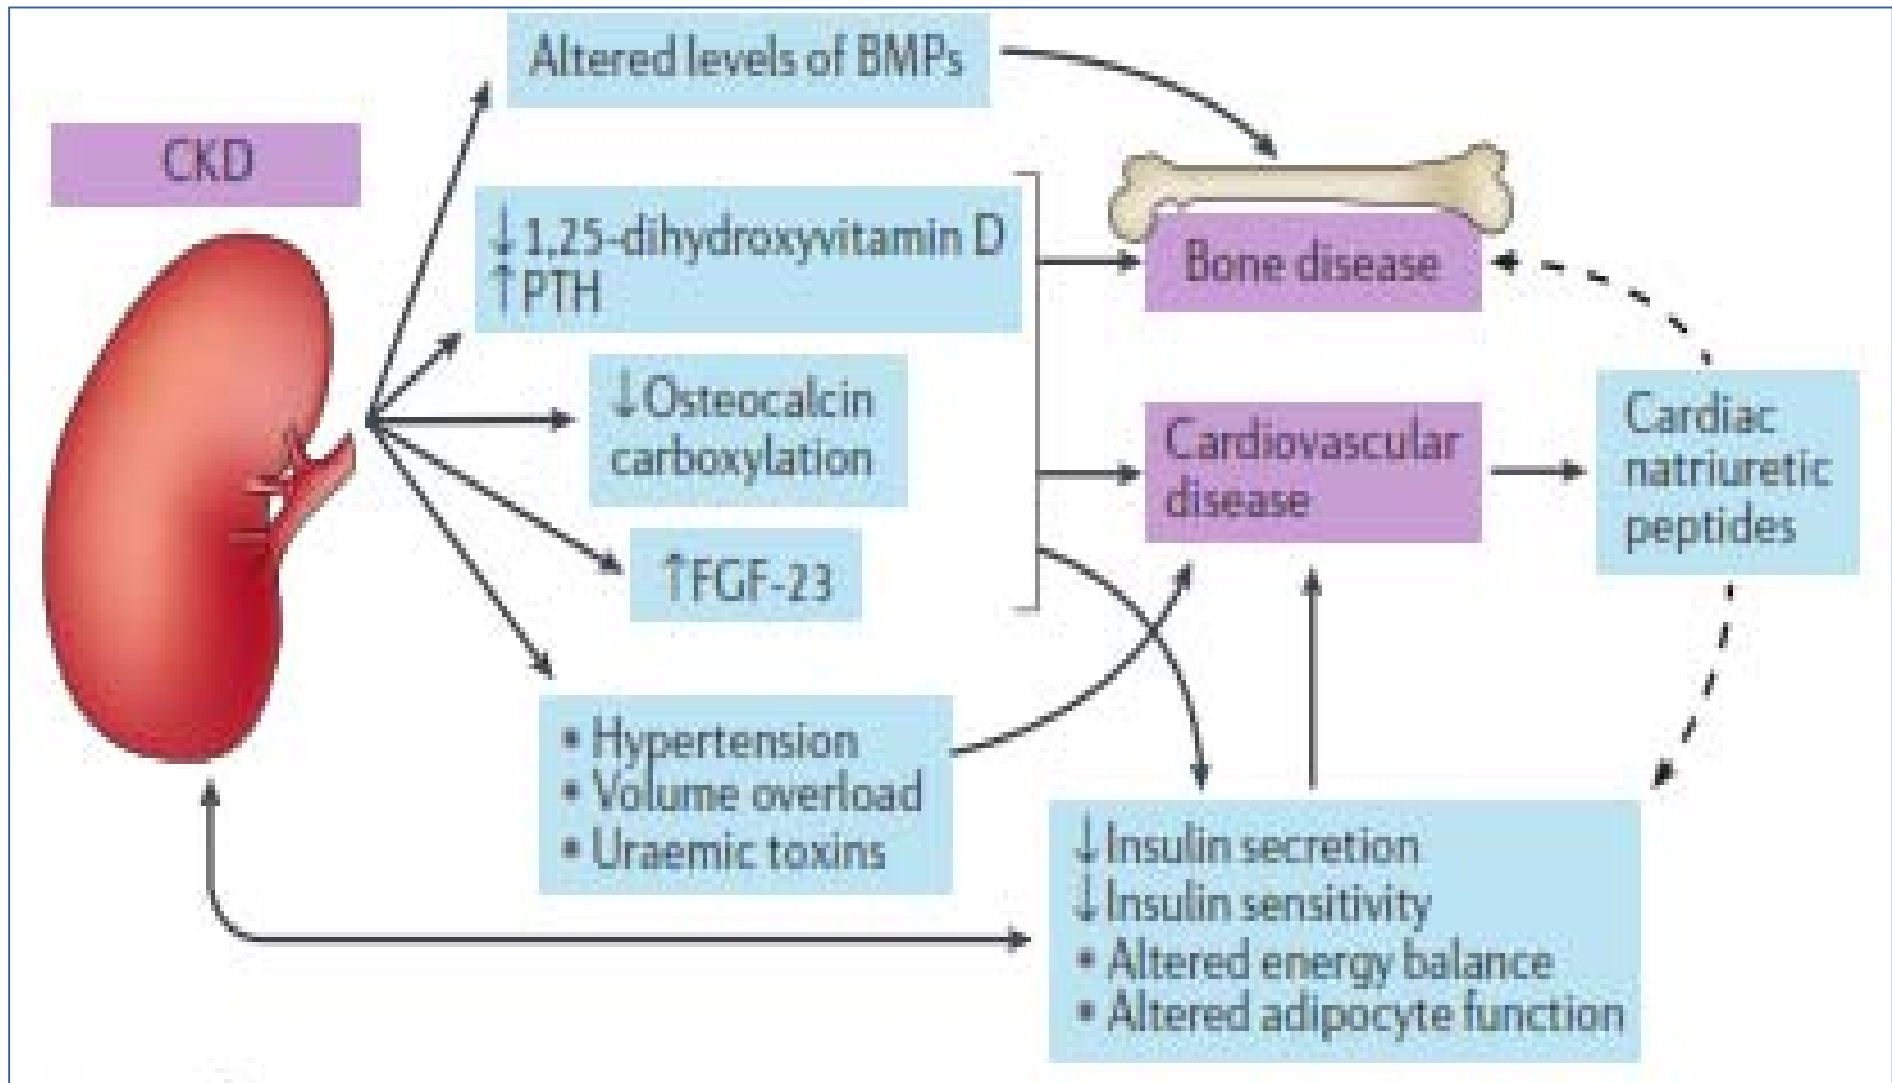 Altered levels of BMPs
CKD
↓1,25-dihydroxyvitamin D
↑PTH
Bone disease
↓Osteocalcin
carboxylation
Cardiovascular
disease
Cardiac
natriuretic
peptides
↑FGF-23
• Hypertension
• Volume overload
• Uraemic toxins
↓Insulin secretion
↓Insulin sensitivity
• Altered energy balance
• Altered adipocyte function